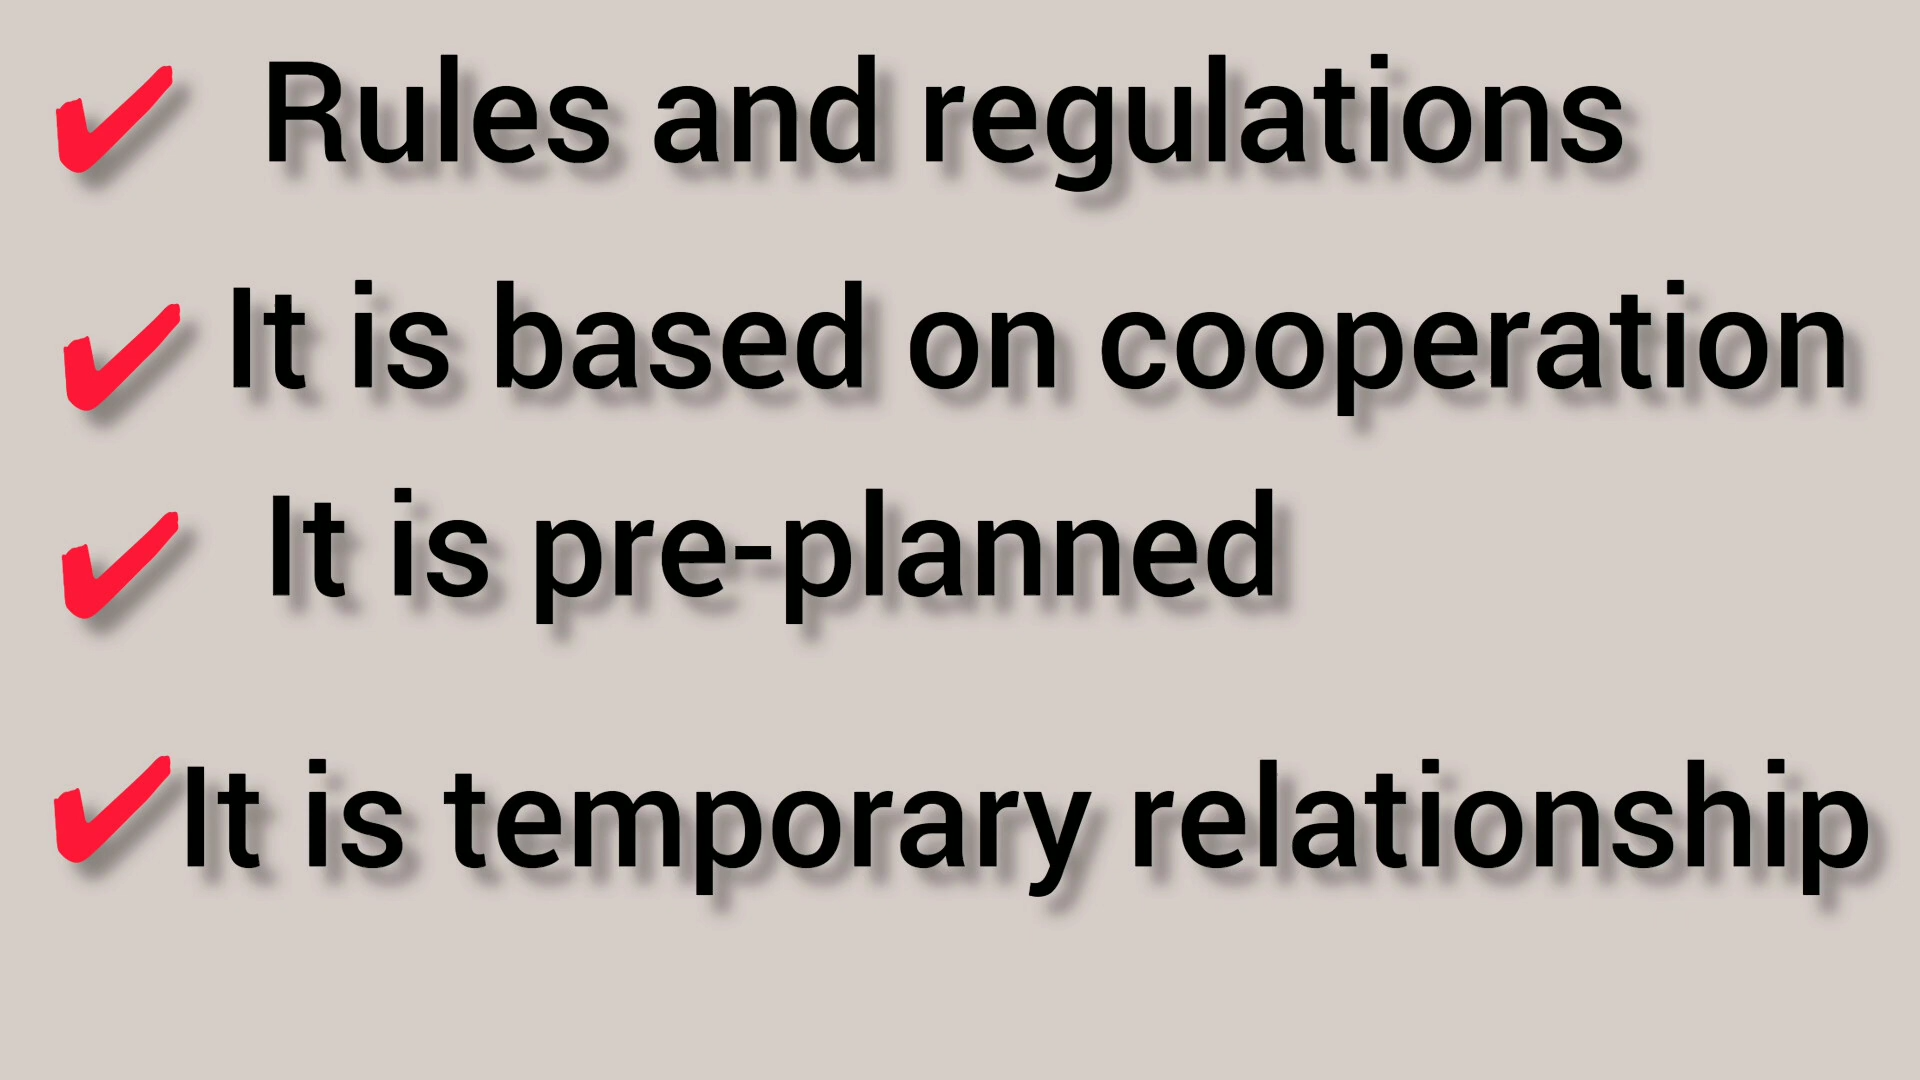 ✔ Rules and regulations
✔ It is based on cooperation
✔ It is pre-planned
✔ It is temporary relationship